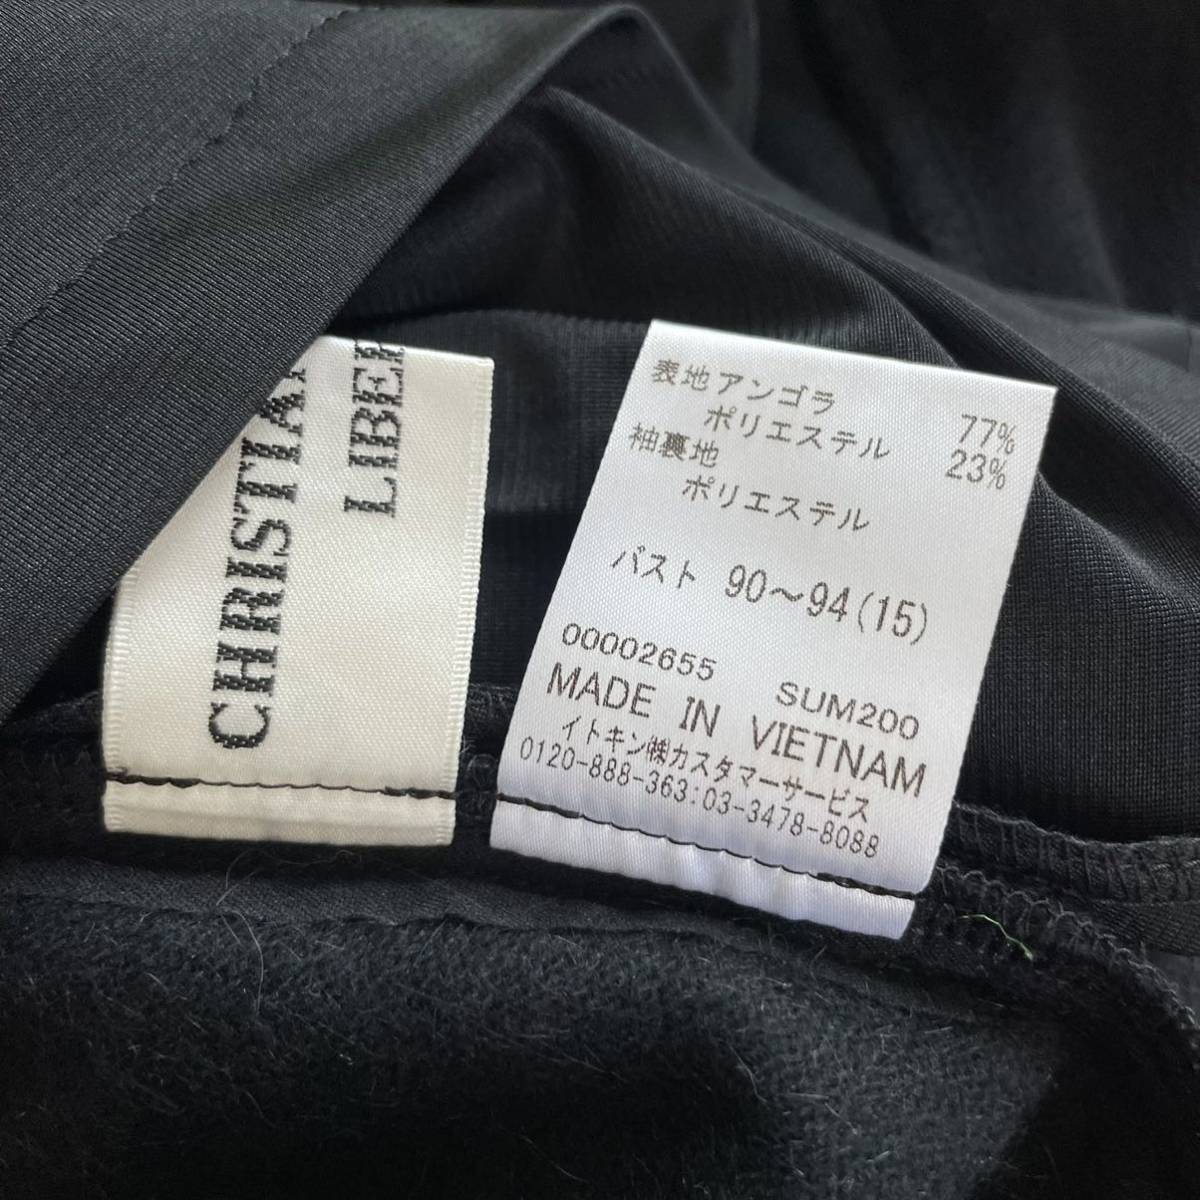 CHRISTIAN
LIBER
表地アンゴラ 77%
ポリエステル 23%
袖裏地
ポリエステル
バスト 90～94(15)
00002655 SUM200
MADE IN VIETNAM
イトキン㈱カスタマーサービス
0120-888-363:03-3478-8088